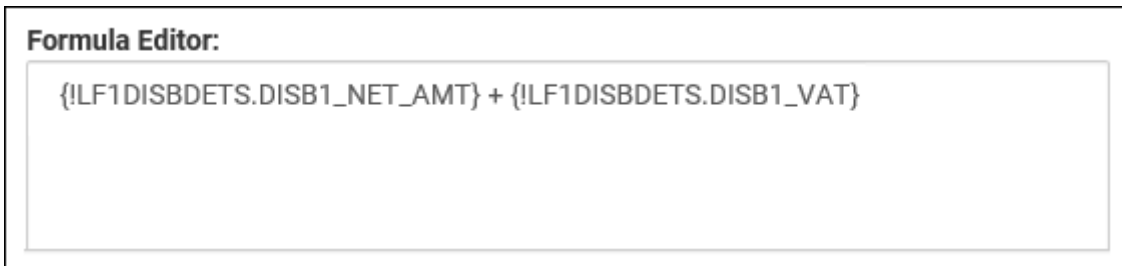 Formula Editor:
{!LF1DISBDETS.DISB1_NET_AMT} + {!LF1DISBDETS.DISB1_VAT}